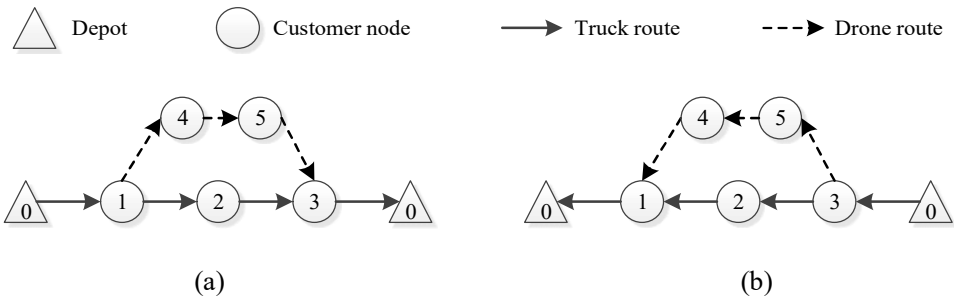 Depot Customer node Truck route Drone route
4 5 4 5
0 1 2 3 0 0 1 2 3 0
(a) (b)